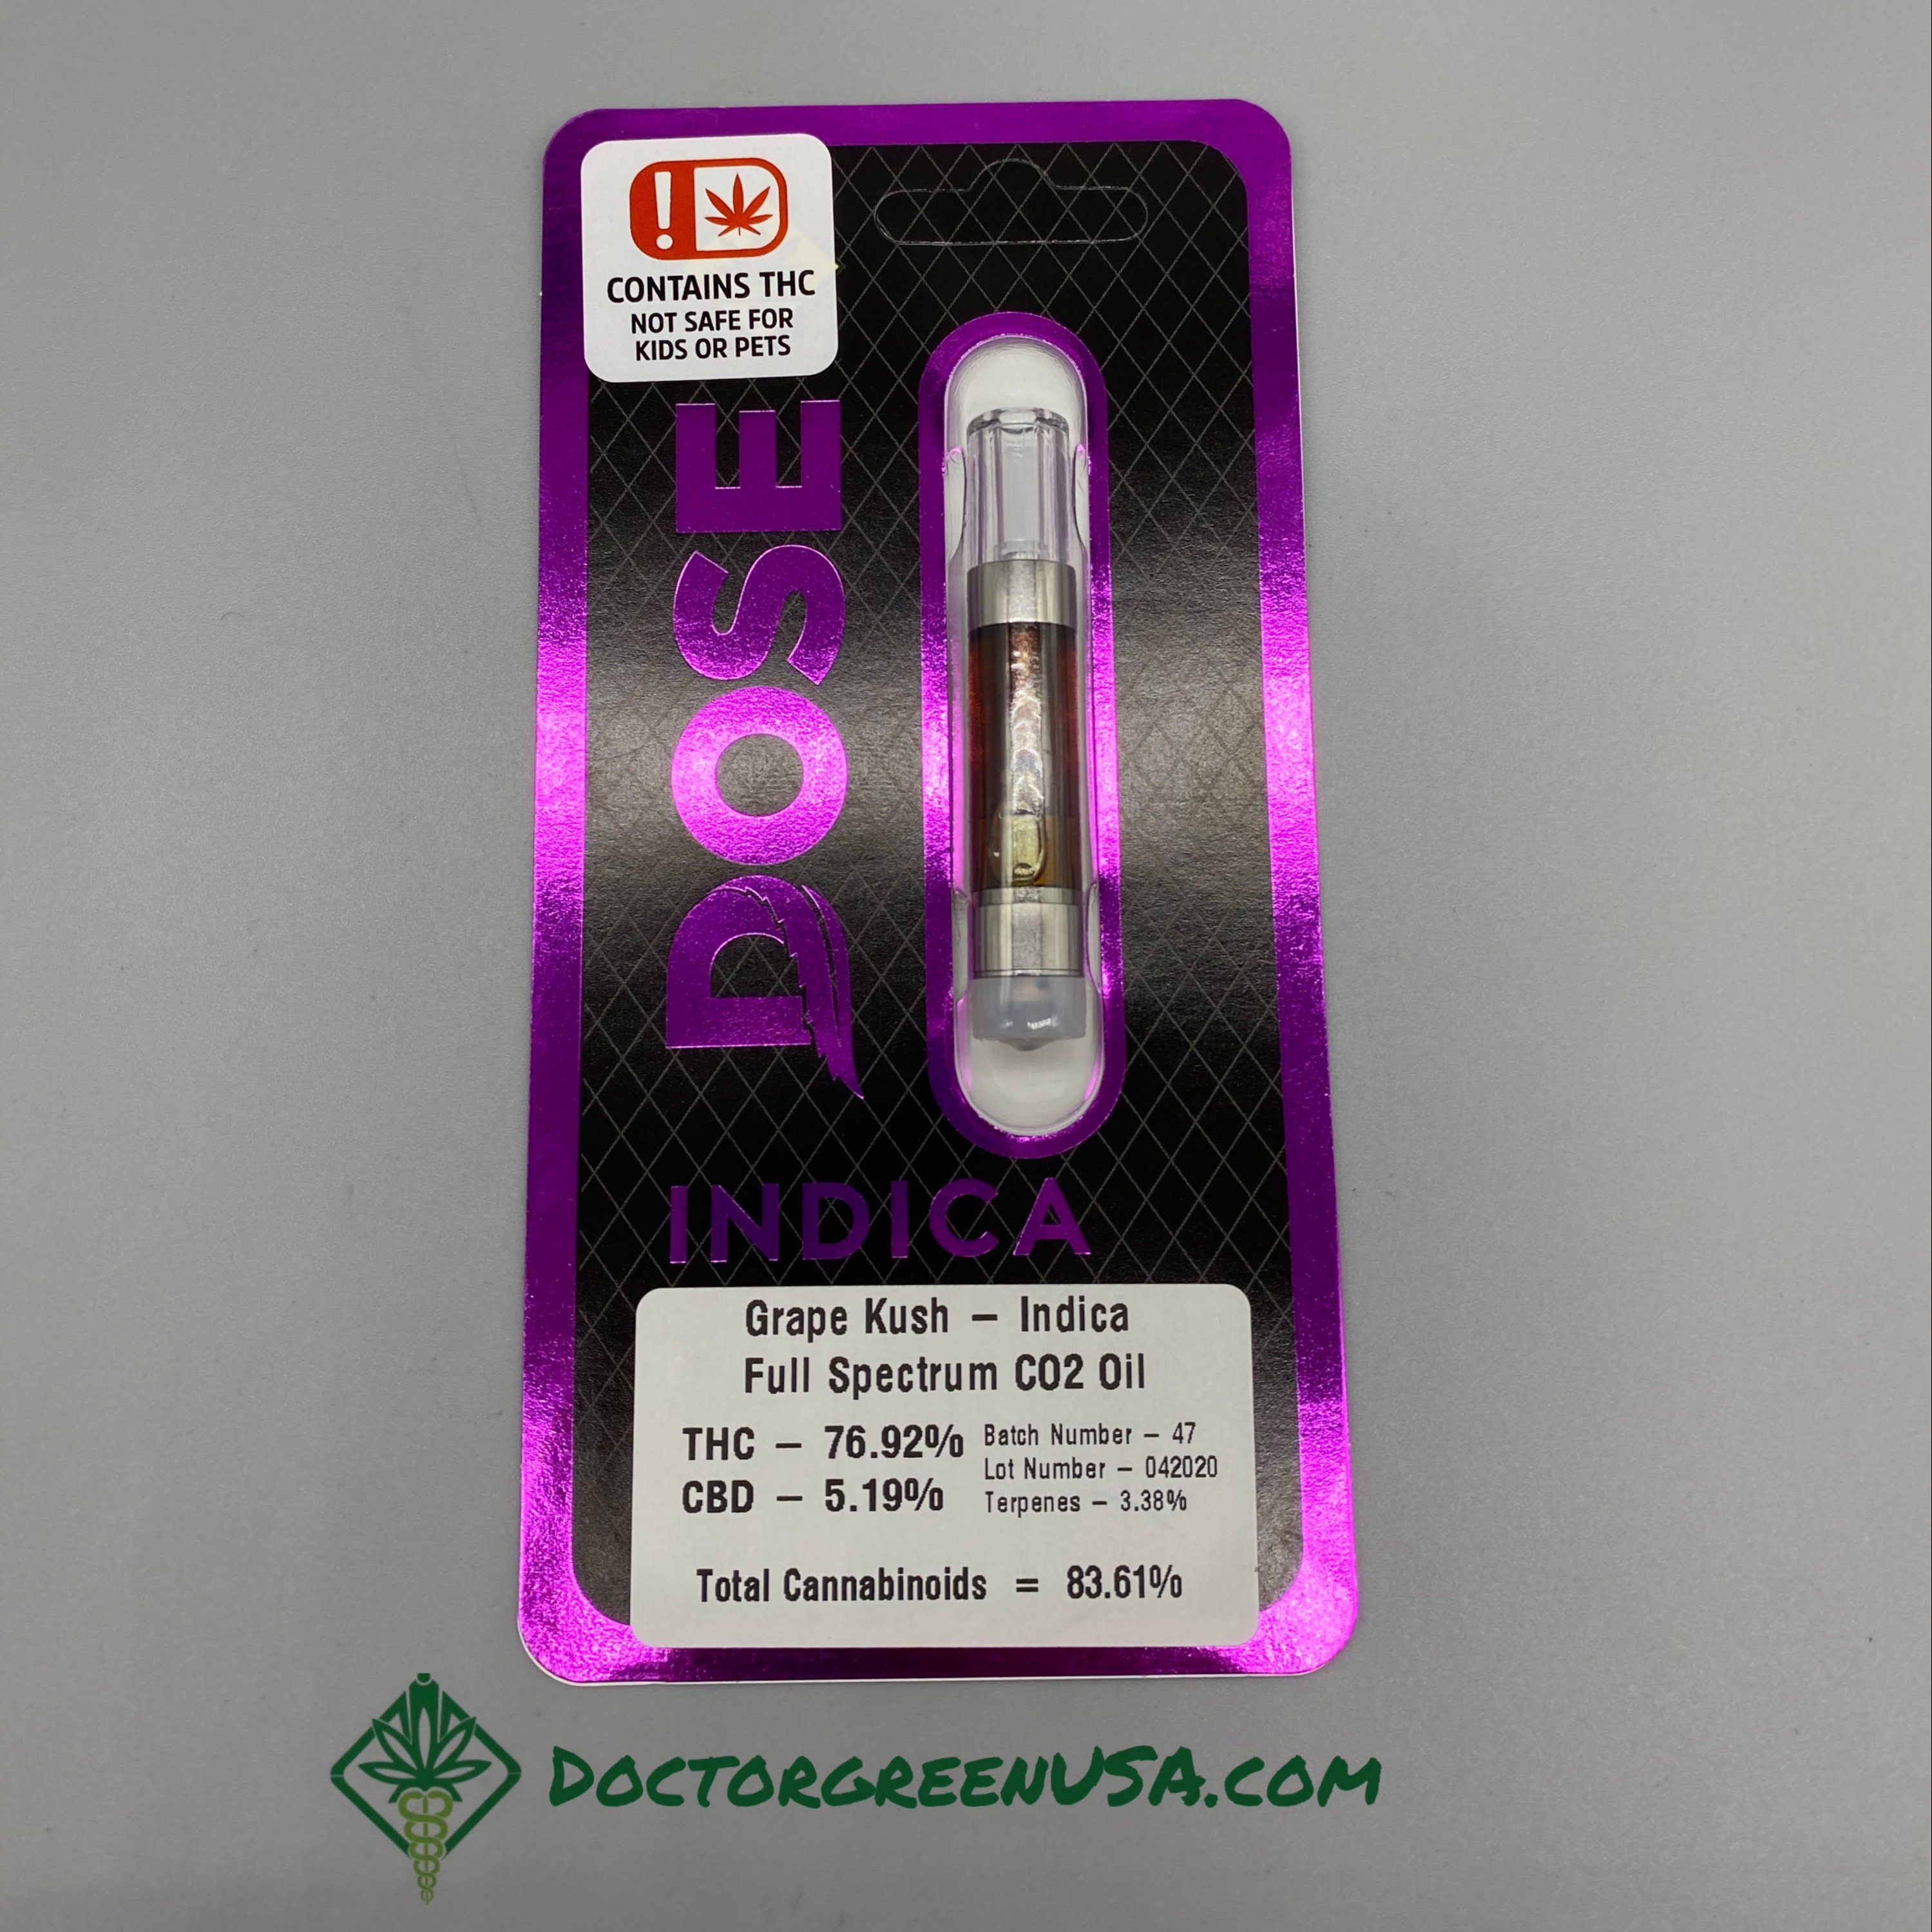 !
CONTAINS THC
NOT SAFE FOR
KIDS OR PETS
DOSE
INDICA
Grape Kush – Indica
Full Spectrum CO2 Oil
THC – 76.92%
CBD – 5.19%
Batch Number – 47
Lot Number – 042020
Terpenes – 3.38%
Total Cannabinoids = 83.61%
DOCTORGREENUSA.COM